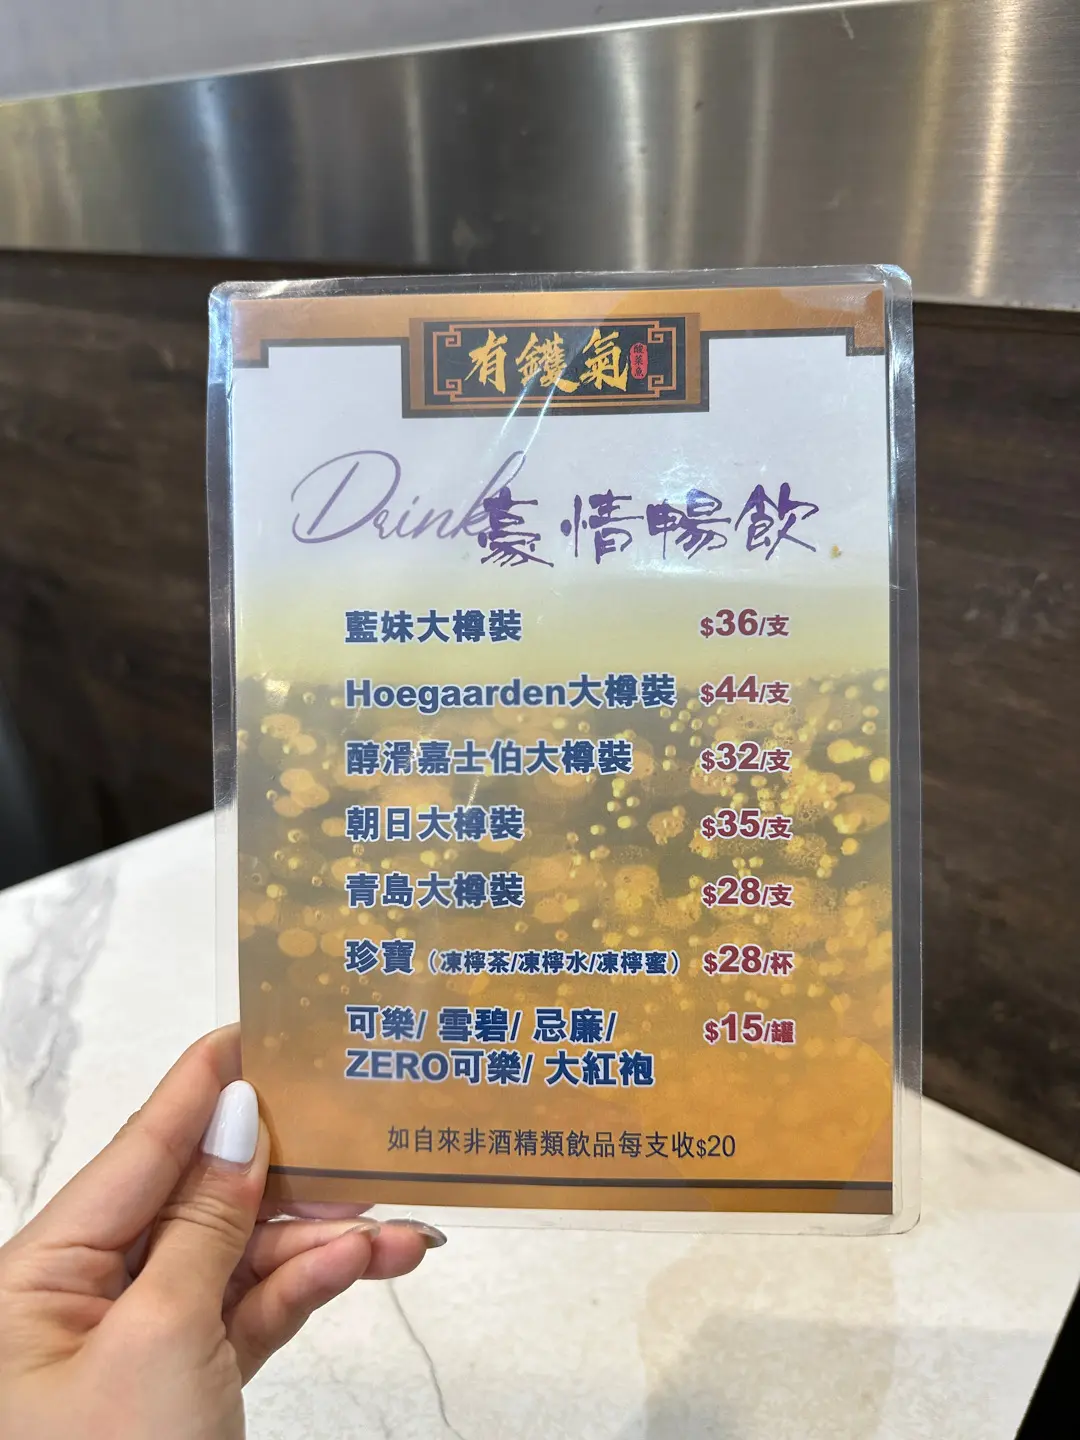 有鑊氣
酸菜魚
Drink 豪情暢飲
藍妹大樽裝 $36/支
Hoegaarden大樽裝 $44/支
醇滑嘉士伯大樽裝 $32/支
朝日大樽裝 $35/支
青島大樽裝 $28/支
珍寶（凍檸茶/凍檸水/凍檸蜜） $28/杯
可樂/ 雪碧/ 忌廉/ $15/罐
ZERO可樂/ 大紅袍
如自來非酒精類飲品每支收$20